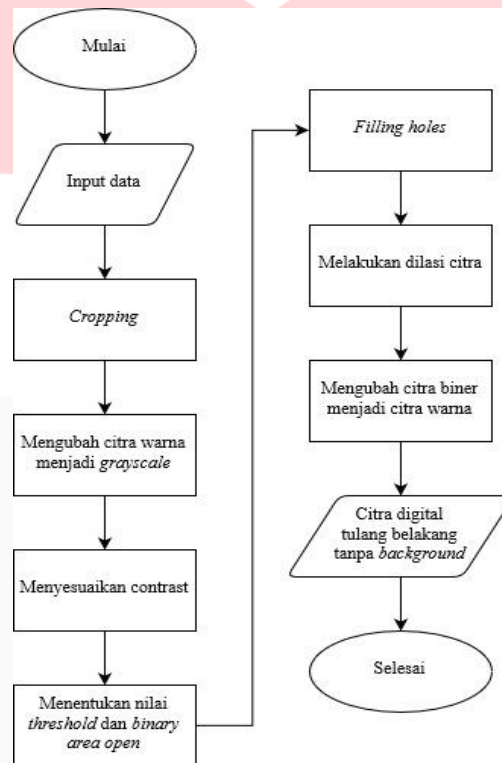 Mulai
Input data
Cropping
Mengubah citra warna
menjadi grayscale
Menyesuaikan contrast
Menentukan nilai
threshold dan binary
area open
Filling holes
Melakukan dilasi citra
Mengubah citra biner
menjadi citra warna
Citra digital
tulang belakang
tanpa background
Selesai